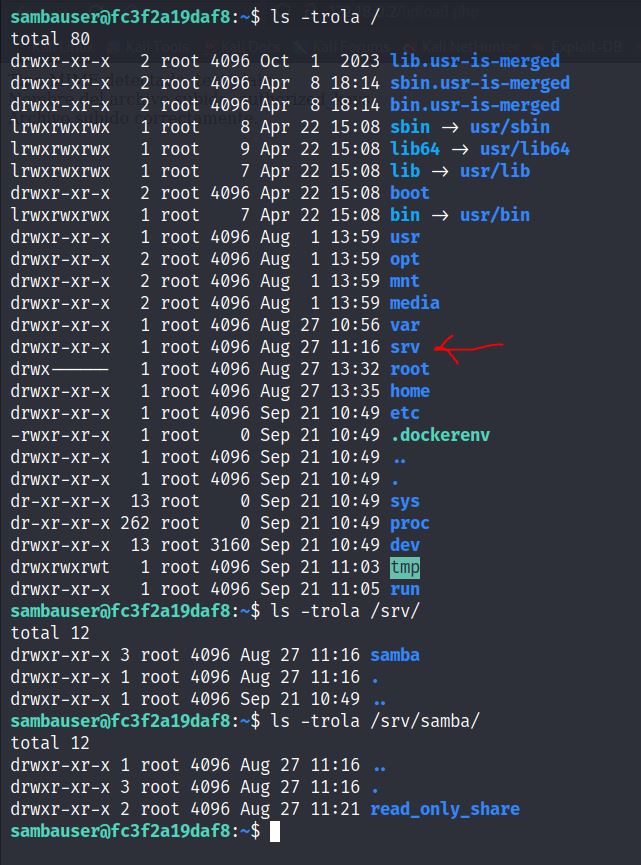 sambauser@fc3f2a19daf8:~$ ls -trola /
total 80
drwxr-xr-x   2 root 4096 Oct  1  2023 lib.usr-is-merged
drwxr-xr-x   2 root 4096 Apr  8 18:14 sbin.usr-is-merged
drwxr-xr-x   2 root 4096 Apr  8 18:14 bin.usr-is-merged
lrwxrwxrwx   1 root    8 Apr 22 15:08 sbin → usr/sbin
lrwxrwxrwx   1 root    9 Apr 22 15:08 lib64 → usr/lib64
lrwxrwxrwx   1 root    7 Apr 22 15:08 lib → usr/lib
drwxr-xr-x   2 root 4096 Apr 22 15:08 boot
lrwxrwxrwx   1 root    7 Apr 22 15:08 bin → usr/bin
drwxr-xr-x   1 root 4096 Aug  1 13:59 usr
drwxr-xr-x   2 root 4096 Aug  1 13:59 opt
drwxr-xr-x   2 root 4096 Aug  1 13:59 mnt
drwxr-xr-x   2 root 4096 Aug  1 13:59 media
drwxr-xr-x   1 root 4096 Aug 27 10:56 var
drwxr-xr-x   1 root 4096 Aug 27 11:16 srv
drwx------   1 root 4096 Aug 27 13:32 root
drwxr-xr-x   1 root 4096 Aug 27 13:35 home
drwxr-xr-x   1 root 4096 Sep 21 10:49 etc
-rwxr-xr-x   1 root    0 Sep 21 10:49 .dockerenv
drwxr-xr-x   1 root 4096 Sep 21 10:49 ..
drwxr-xr-x   1 root 4096 Sep 21 10:49 .
dr-xr-xr-x  13 root    0 Sep 21 10:49 sys
dr-xr-xr-x 262 root    0 Sep 21 10:49 proc
drwxr-xr-x  13 root 3160 Sep 21 10:49 dev
drwxrwxrwt   1 root 4096 Sep 21 11:03 tmp
drwxr-xr-x   1 root 4096 Sep 21 11:05 run
sambauser@fc3f2a19daf8:~$ ls -trola /srv/
total 12
drwxr-xr-x 3 root 4096 Aug 27 11:16 samba
drwxr-xr-x 1 root 4096 Aug 27 11:16 .
drwxr-xr-x 1 root 4096 Sep 21 10:49 ..
sambauser@fc3f2a19daf8:~$ ls -trola /srv/samba/
total 12
drwxr-xr-x 1 root 4096 Aug 27 11:16 ..
drwxr-xr-x 3 root 4096 Aug 27 11:16 .
drwxr-xr-x 2 root 4096 Aug 27 11:21 read_only_share
sambauser@fc3f2a19daf8:~$